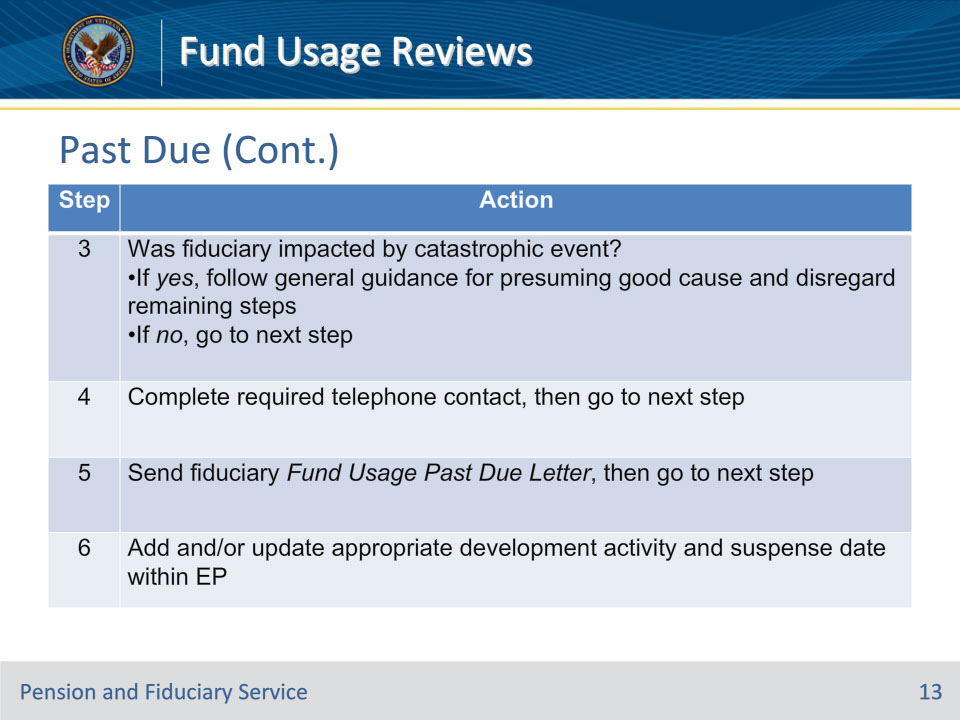 Fund Usage Reviews
Past Due (Cont.)
Step Action
3 Was fiduciary impacted by catastrophic event?
•If yes, follow general guidance for presuming good cause and disregard
remaining steps
•If no, go to next step
4 Complete required telephone contact, then go to next step
5 Send fiduciary Fund Usage Past Due Letter, then go to next step
6 Add and/or update appropriate development activity and suspense date
within EP
Pension and Fiduciary Service 13